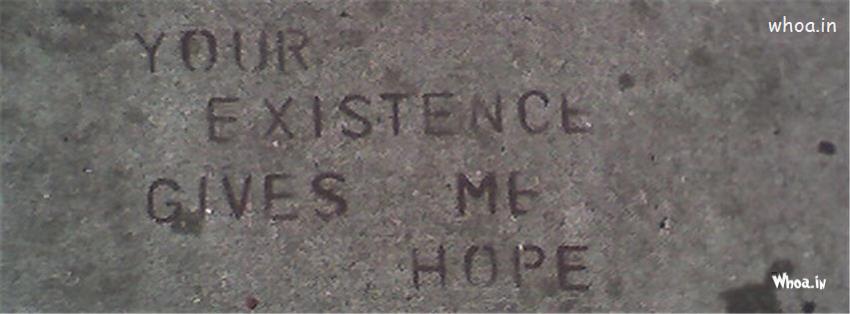 whoa.in
YOUR
EXISTENCE
GIVES ME
HOPE
Whoa.in